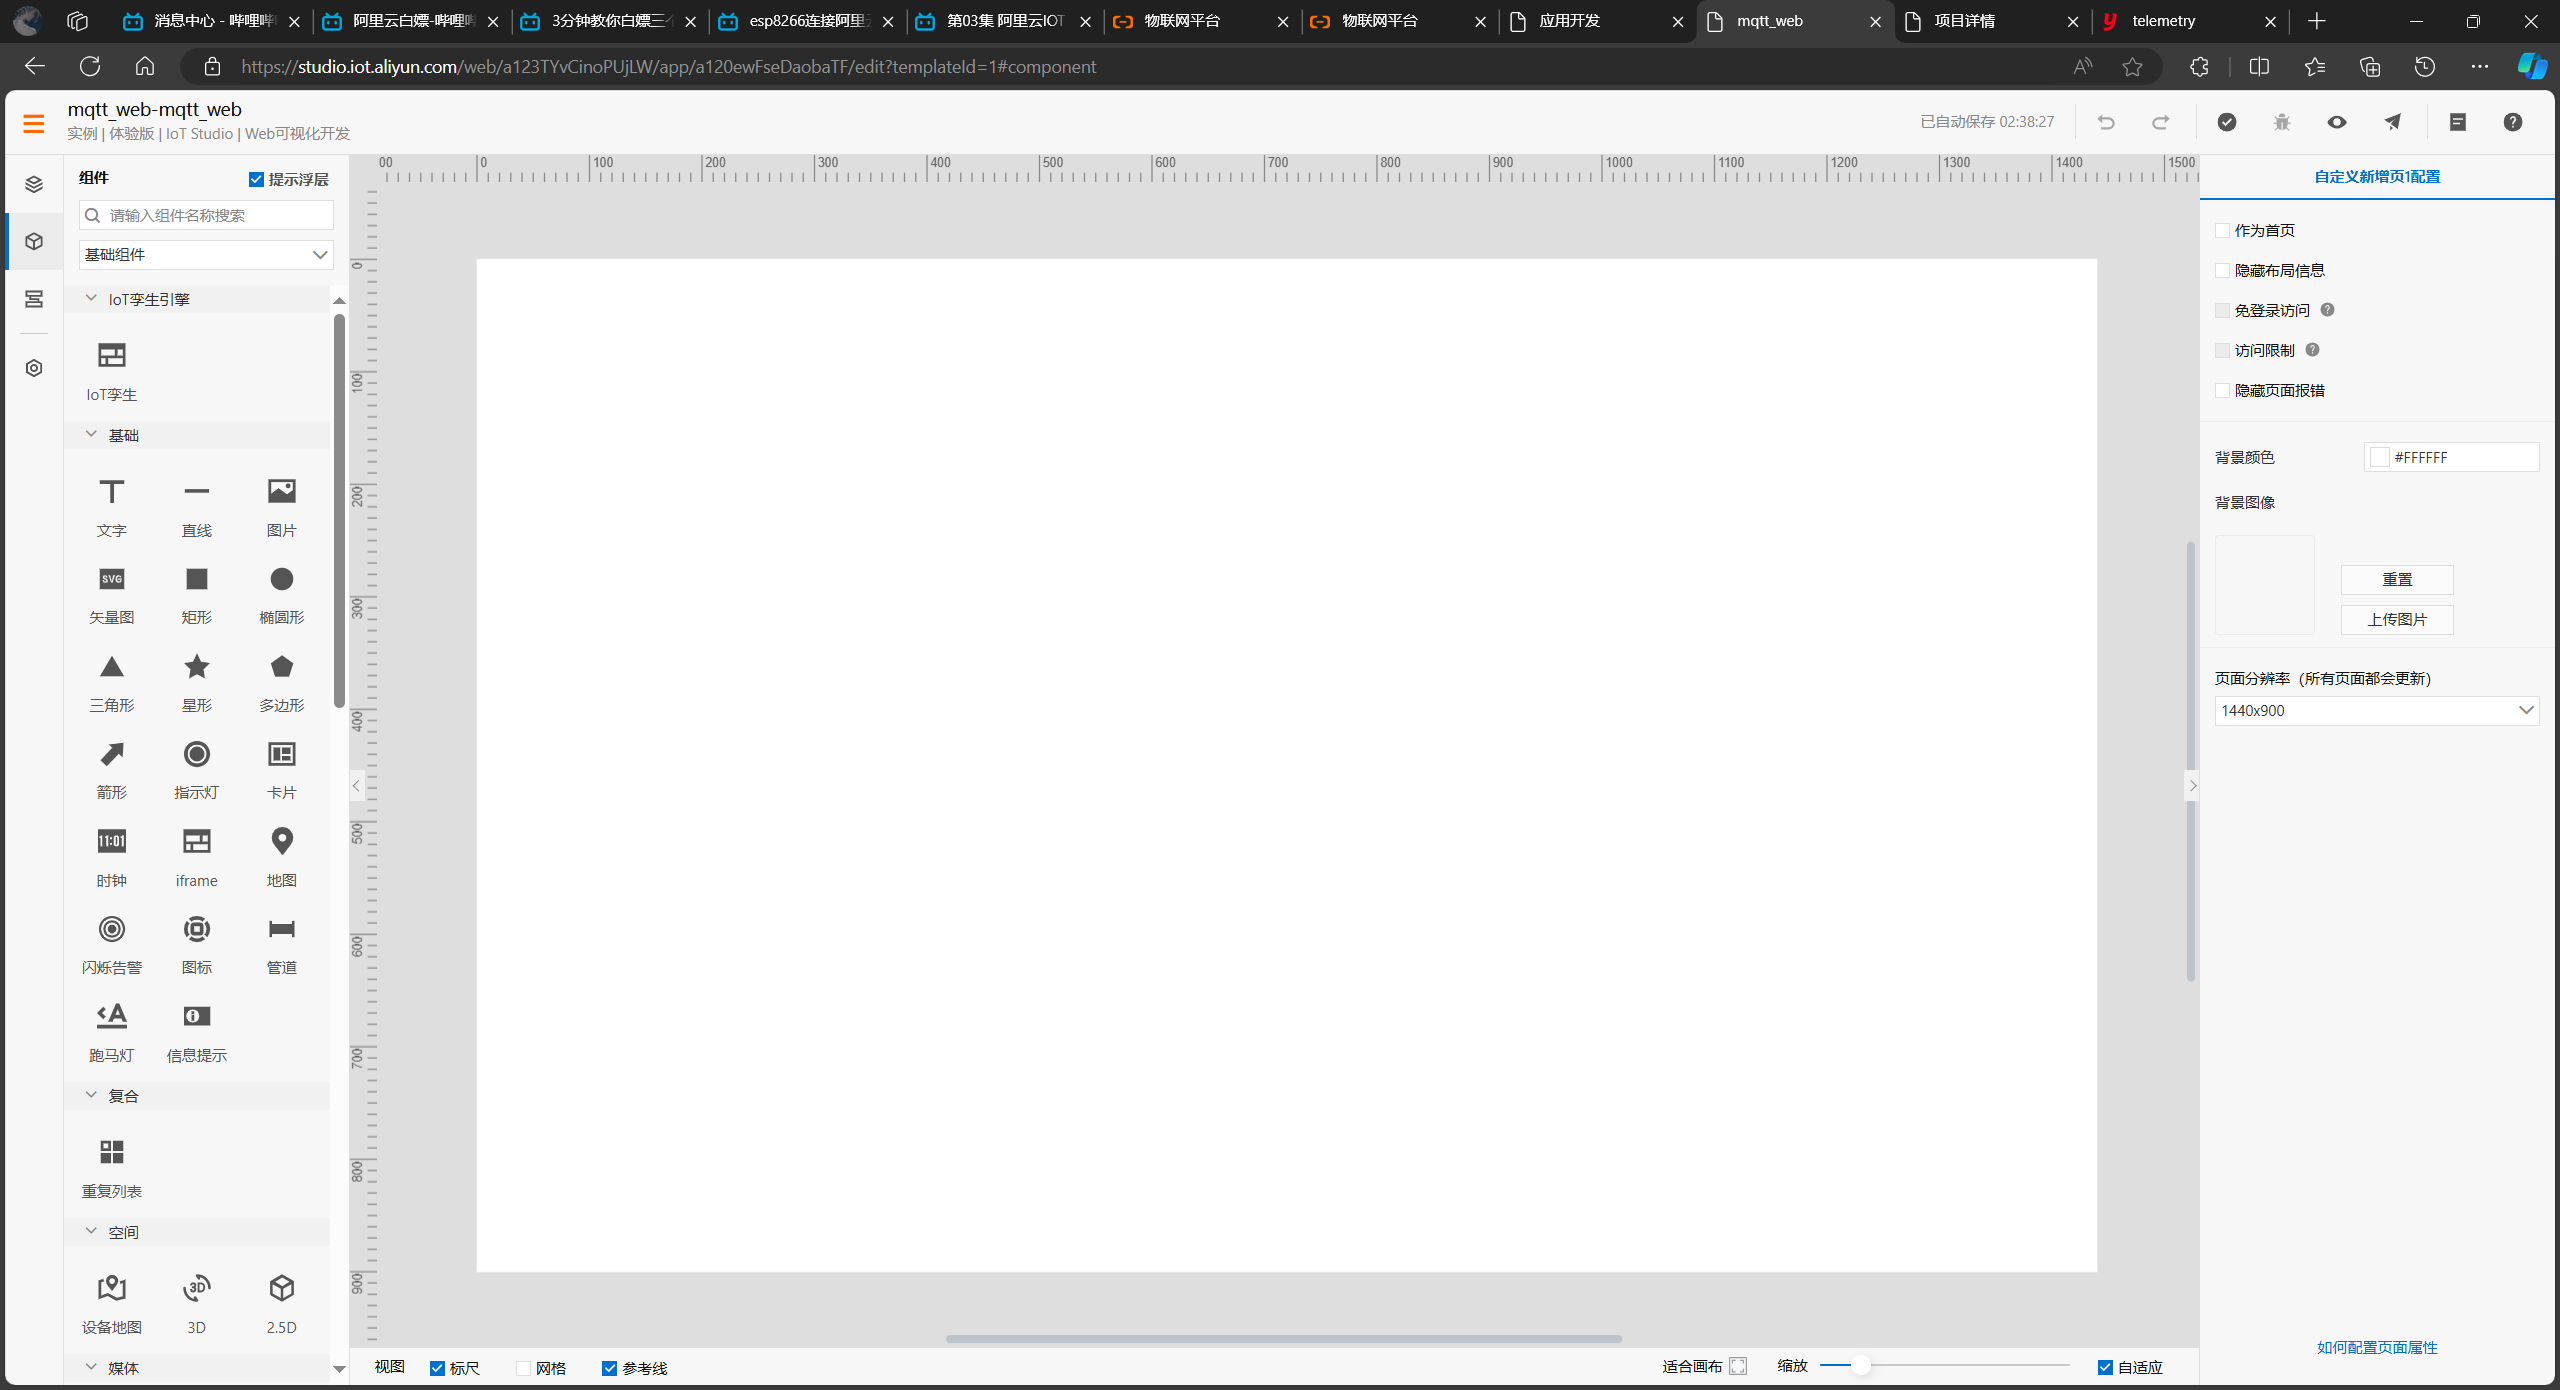 消息中心 - 哔哩哔
阿里云白嫖-哔哩哔
3分钟教你白嫖三个
esp8266连接阿里
第03集 阿里云IOT
物联网平台
物联网平台
应用开发
mqtt_web
项目详情
telemetry
https://studio.iot.aliyun.com/web/a123TYvCinoPUjLW/app/a120ewFseDaobaTF/edit?templateId=1#component
mqtt_web-mqtt_web
实例 | 体验版 | IoT Studio | Web可视化开发
已自动保存 02:38:27
组件
提示浮层
请输入组件名称搜索
基础组件
IoT孪生引擎
IoT孪生
基础
文字
直线
图片
SVG
矢量图
矩形
椭圆形
三角形
星形
多边形
箭形
指示灯
卡片
11:01
时钟
iframe
地图
闪烁告警
图标
管道
跑马灯
信息提示
复合
重复列表
空间
设备地图
3D
3D
2.5D
媒体
00 0 100 200 300 400 500 600 700 800 900 1000 1100 1200 1300 1400 1500
0
100
200
300
400
500
600
700
800
900
视图
标尺
网格
参考线
适合画布
缩放
自适应
自定义新增页1配置
作为首页
隐藏布局信息
免登录访问
访问限制
隐藏页面报错
背景颜色
#FFFFFF
背景图像
重置
上传图片
页面分辨率（所有页面都会更新）
1440x900
如何配置页面属性